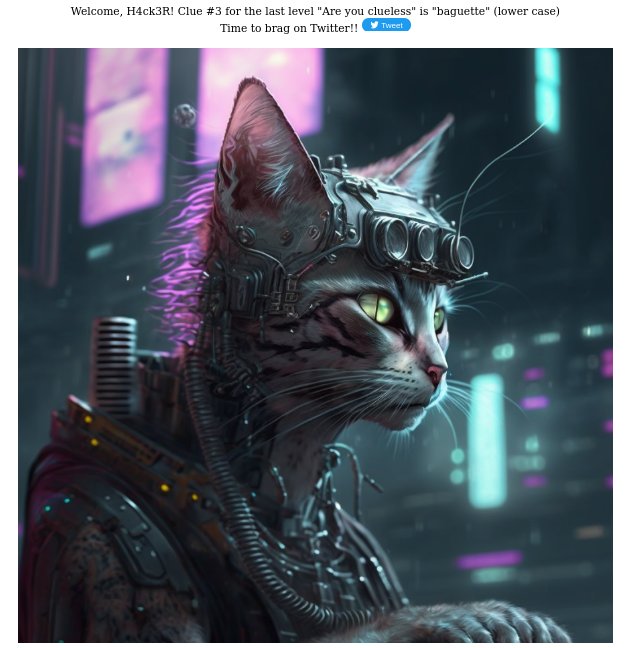 Welcome, H4ck3R! Clue #3 for the last level "Are you clueless" is "baguette" (lower case)
Time to brag on Twitter!! Tweet